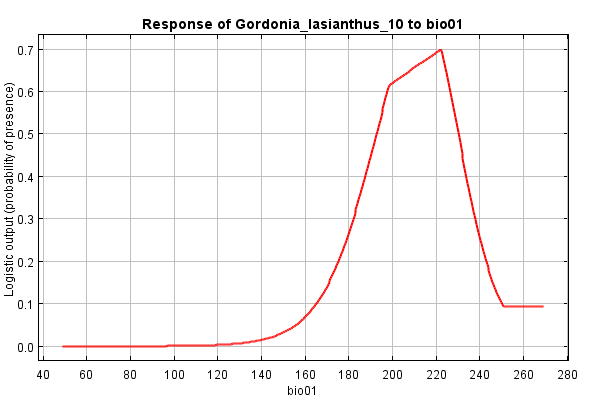 Response of Gordonia_lasianthus_10 to bio01
Logistic output (probability of presence)
0.7
0.6
0.5
0.4
0.3
0.2
0.1
0.0
40 60 80 100 120 140 160 180 200 220 240 260 280
bio01